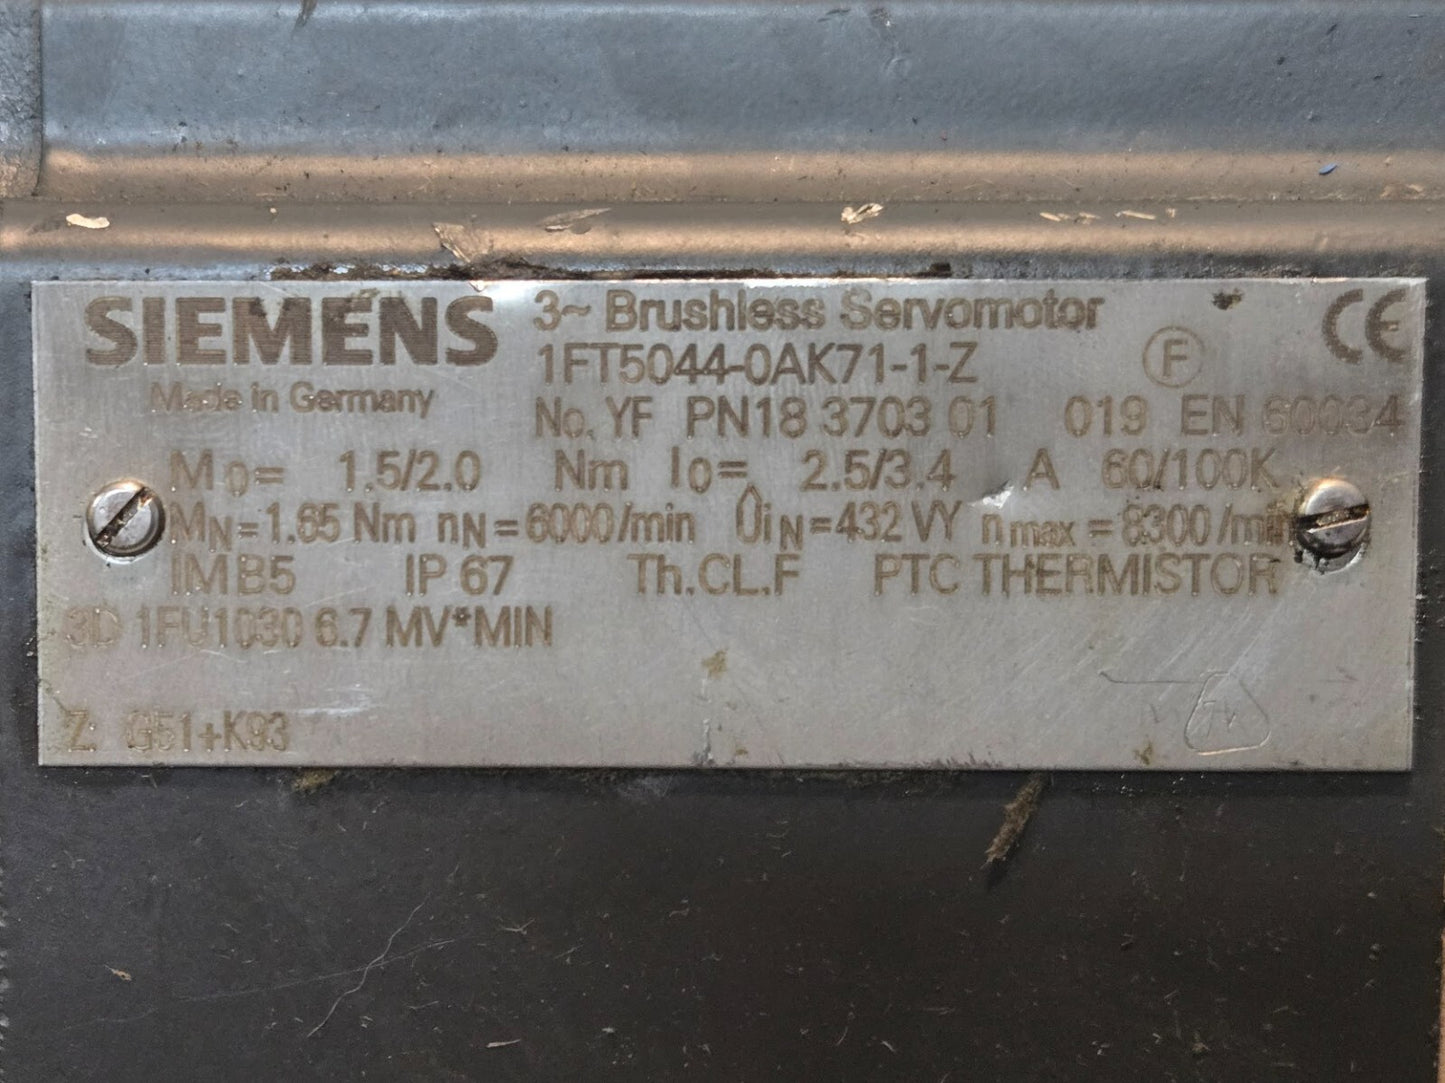 SIEMENS
Made in Germany
3~ Brushless Servomotor
1FT5044-0AK71-1-Z
F
CE
No. YF PN18 3703 01 019 EN 60034
M0= 1.5/2.0 Nm I0= 2.5/3.4 A 60/100K
MN=1.65 Nm nN=6000/min ÛiN=432 VY nmax=8300/min
IM B5 IP 67 Th.CL.F PTC THERMISTOR
3D 1FU1030 6.7 MV*MIN
Z: G51+K93